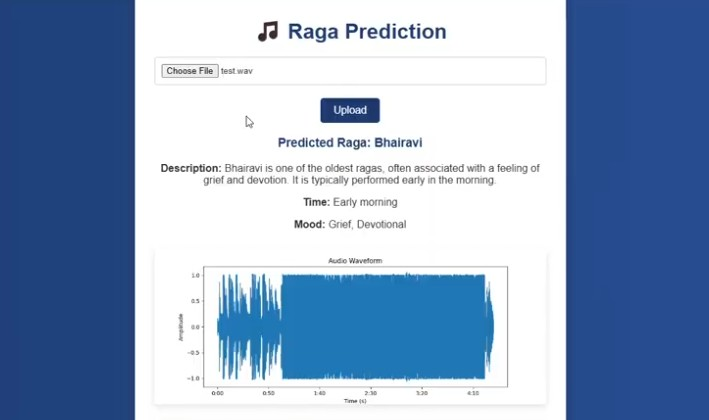 🎵 Raga Prediction
Choose File test.wav
Upload
Predicted Raga: Bhairavi
Description: Bhairavi is one of the oldest ragas, often associated with a feeling of
grief and devotion. It is typically performed early in the morning.
Time: Early morning
Mood: Grief, Devotional
Audio Waveform
1.0
0.5
0.0
−0.5
−1.0
Amplitude
0:00 0:50 1:40 2:30 3:20 4:10
Time (s)